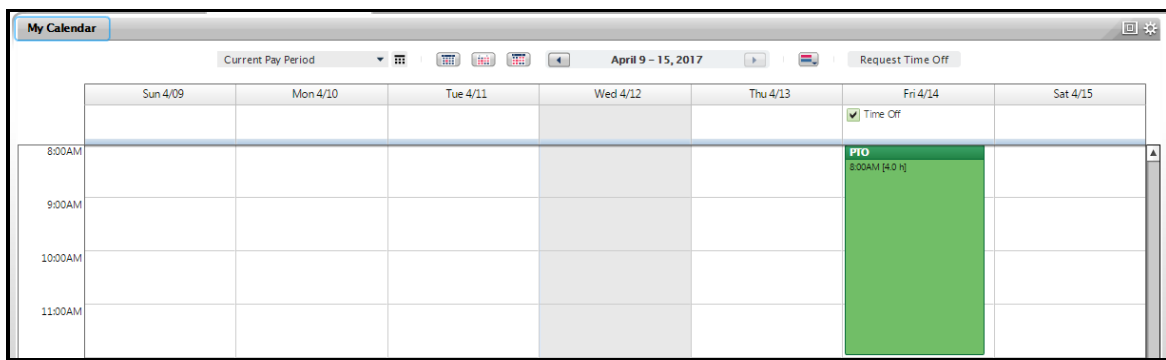 My Calendar
Current Pay Period April 9 – 15, 2017 Request Time Off
Sun 4/09 Mon 4/10 Tue 4/11 Wed 4/12 Thu 4/13 Fri 4/14 Sat 4/15
Time Off
8:00AM PTO
8:00AM [4.0 h]
9:00AM
10:00AM
11:00AM